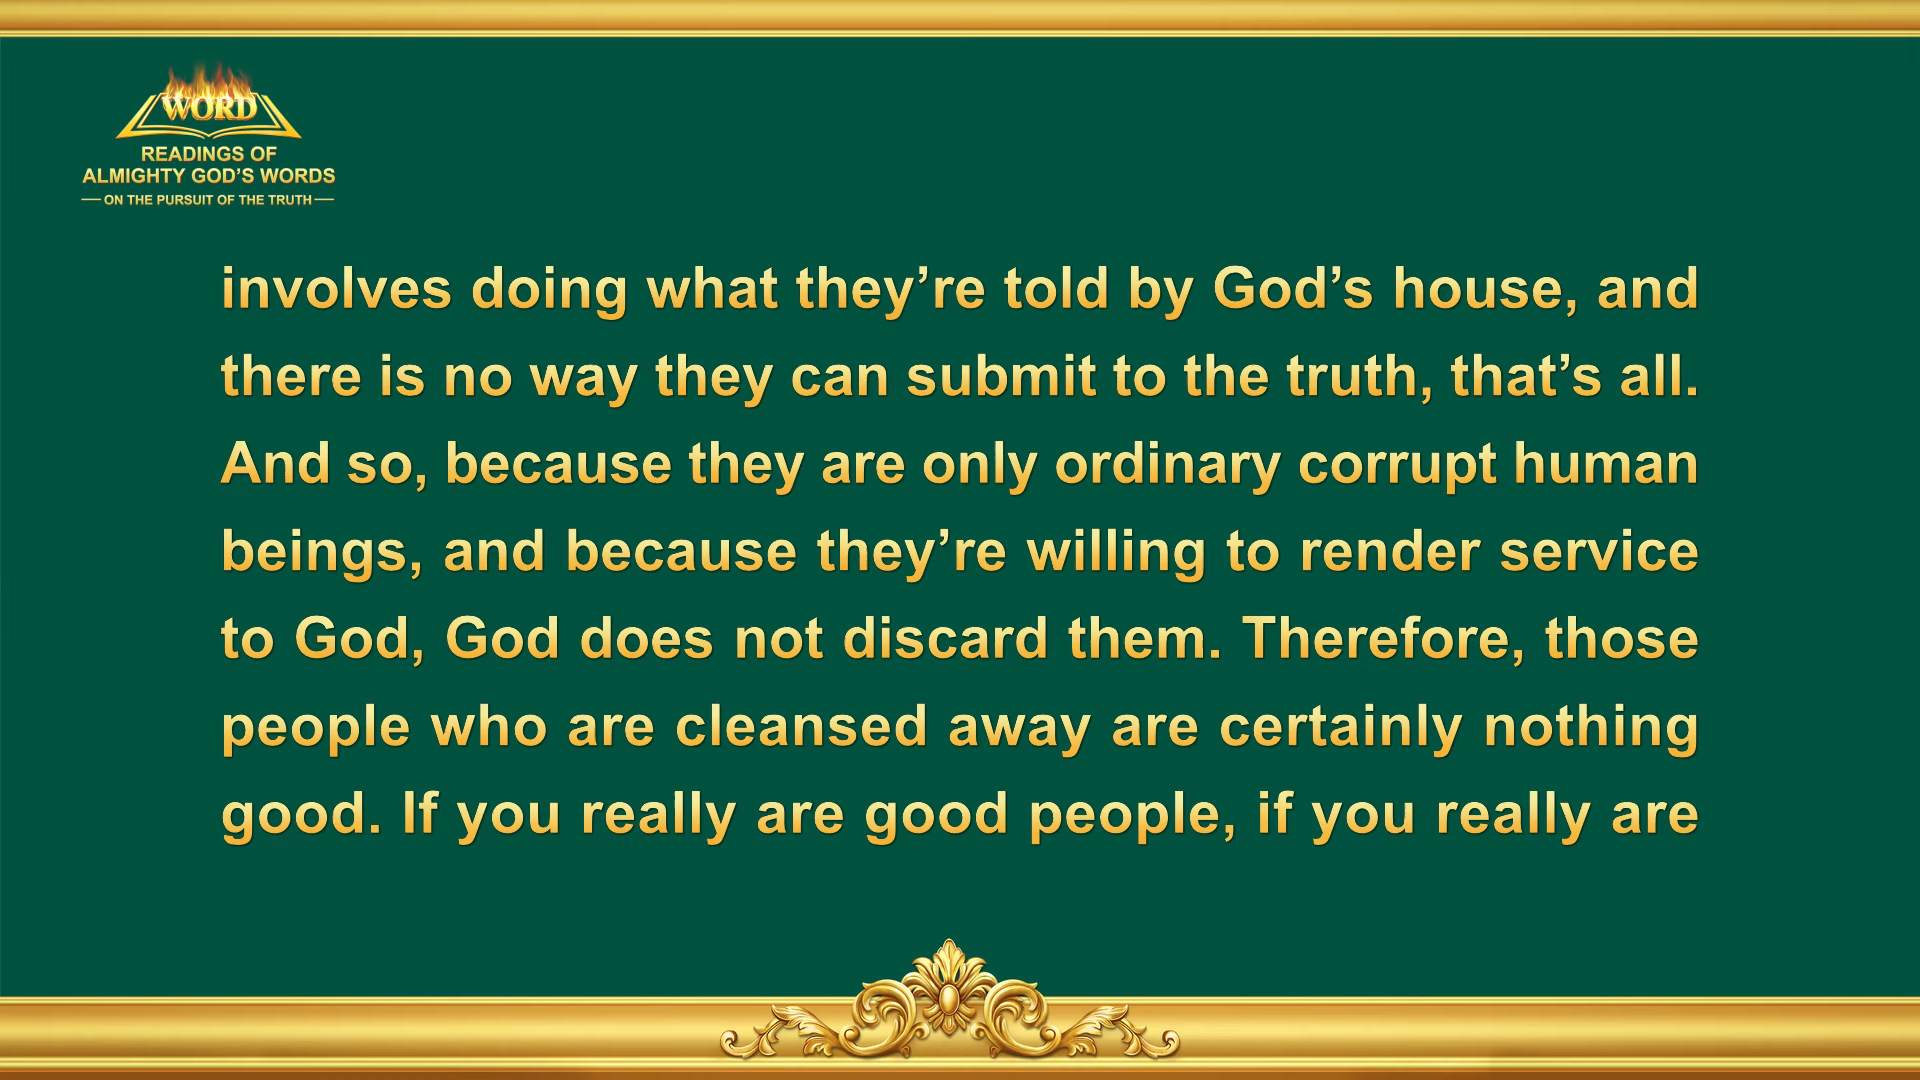 WORD
READINGS OF
ALMIGHTY GOD’S WORDS
ON THE PURSUIT OF THE TRUTH
involves doing what they’re told by God’s house, and
there is no way they can submit to the truth, that’s all.
And so, because they are only ordinary corrupt human
beings, and because they’re willing to render service
to God, God does not discard them. Therefore, those
people who are cleansed away are certainly nothing
good. If you really are good people, if you really are